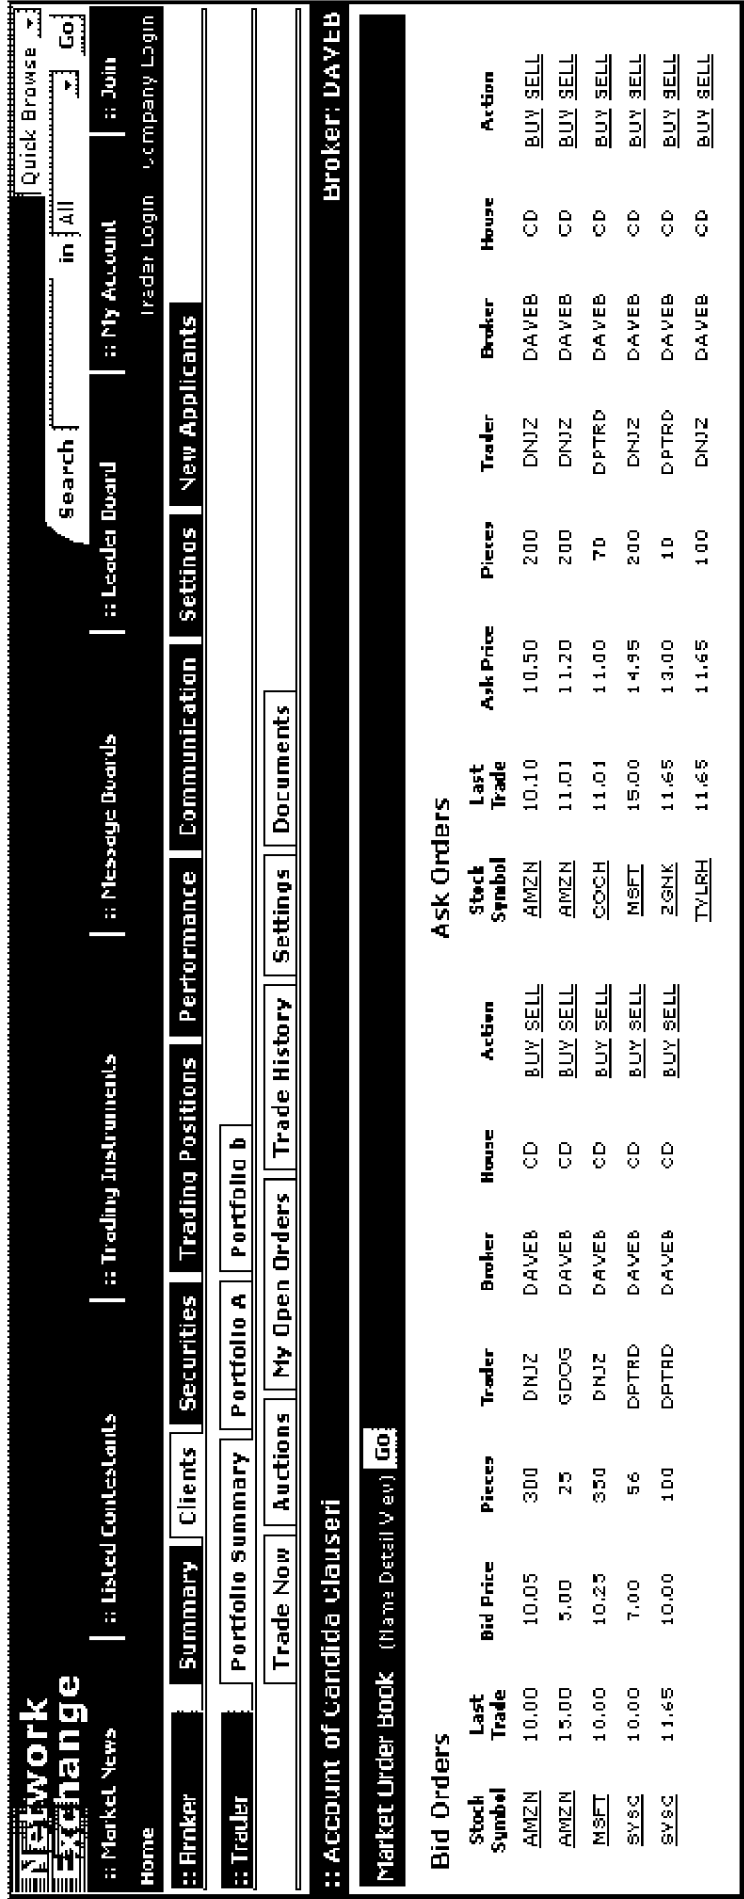 Network
Exchange
Quick Browse
Search in All Go
:: Market News :: Listed Contestants :: Trading Instruments :: Message Boards :: Leader Board :: My Account :: Join
Home Trader Login Company Login
:: Broker Summary Clients Securities Trading Positions Performance Communication Settings New Applicants
:: Trader Portfolio Summary Portfolio A Portfolio b
Trade Now Auctions My Open Orders Trade History Settings Documents
:: Account of Candida Clauseri Broker: DAVEB
Market Order Book (Name Detail View) Go
Bid Orders
Stock Symbol Last Trade Bid Price Pieces Trader Broker House Action
AMZN 10.00 10.05 300 DNJZ DAVEB CD BUY SELL
AMZN 15.00 5.00 25 GDOG DAVEB CD BUY SELL
MSFT 10.00 10.25 350 DNJZ DAVEB CD BUY SELL
SYSC 10.00 7.00 56 DPTRD DAVEB CD BUY SELL
SYSC 11.65 10.00 100 DPTRD DAVEB CD BUY SELL
Ask Orders
Stock Symbol Last Trade Ask Price Pieces Trader Broker House Action
AMZN 10.10 10.50 200 DNJZ DAVEB CD BUY SELL
AMZN 11.01 11.20 200 DNJZ DAVEB CD BUY SELL
COCH 11.01 11.00 70 DPTRD DAVEB CD BUY SELL
MSFT 15.00 14.95 200 DNJZ DAVEB CD BUY SELL
ZGNK 11.65 13.00 10 DPTRD DAVEB CD BUY SELL
TYLRH 11.65 11.65 100 DNJZ DAVEB CD BUY SELL